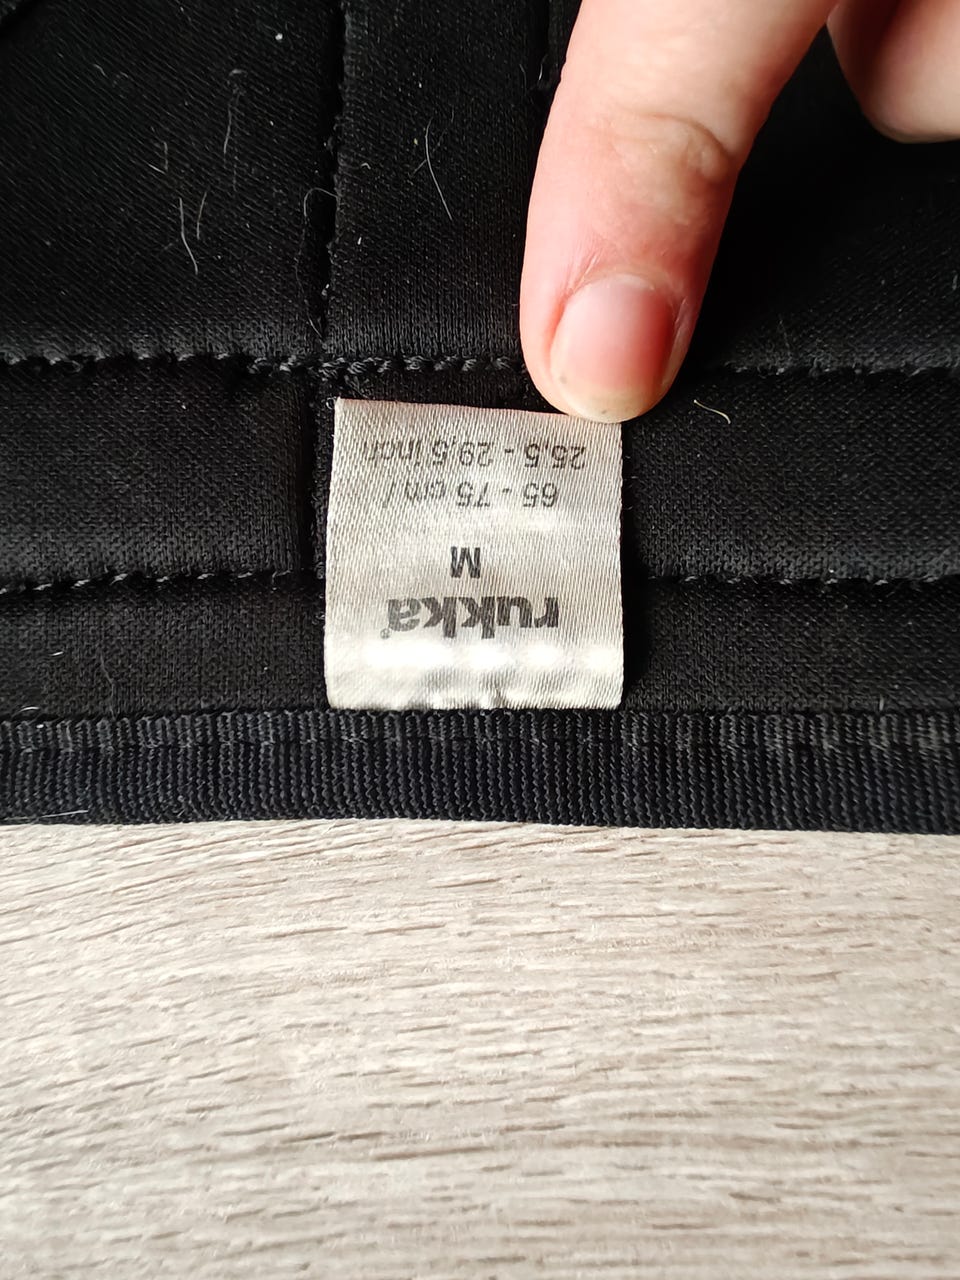 rukka®
M
65 - 75 cm /
25,5 - 29,5 inch